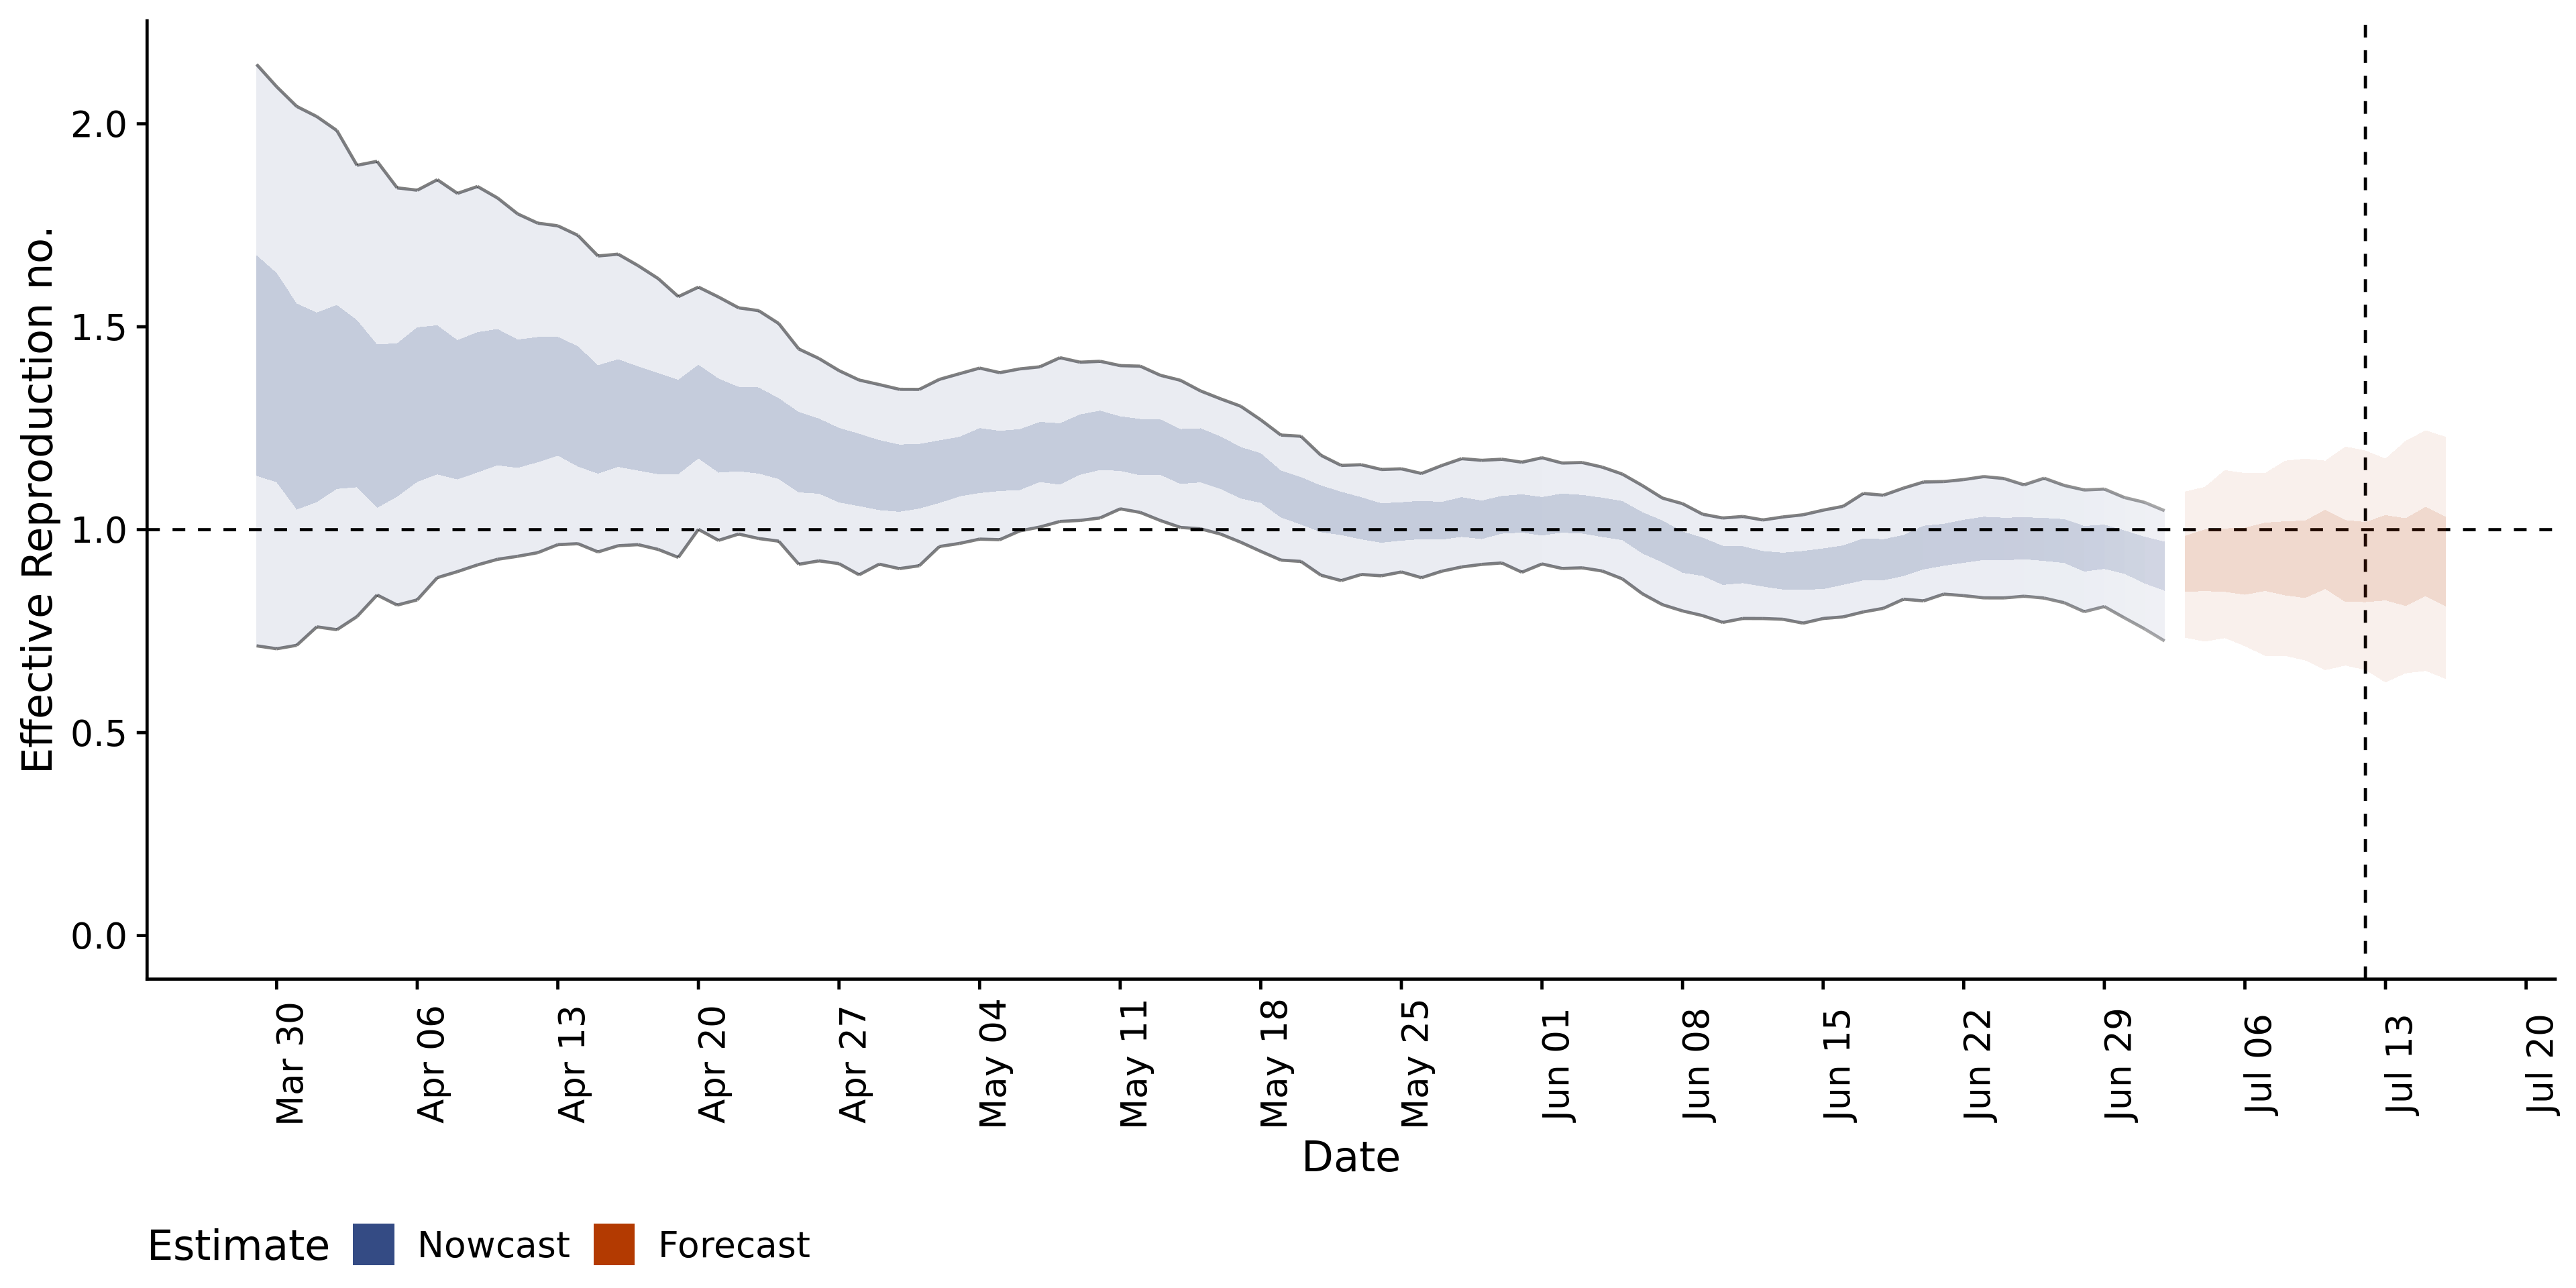 Effective Reproduction no.
2.0
1.5
1.0
0.5
0.0
Mar 30
Apr 06
Apr 13
Apr 20
Apr 27
May 04
May 11
May 18
May 25
Jun 01
Jun 08
Jun 15
Jun 22
Jun 29
Jul 06
Jul 13
Jul 20
Date
Estimate Nowcast Forecast